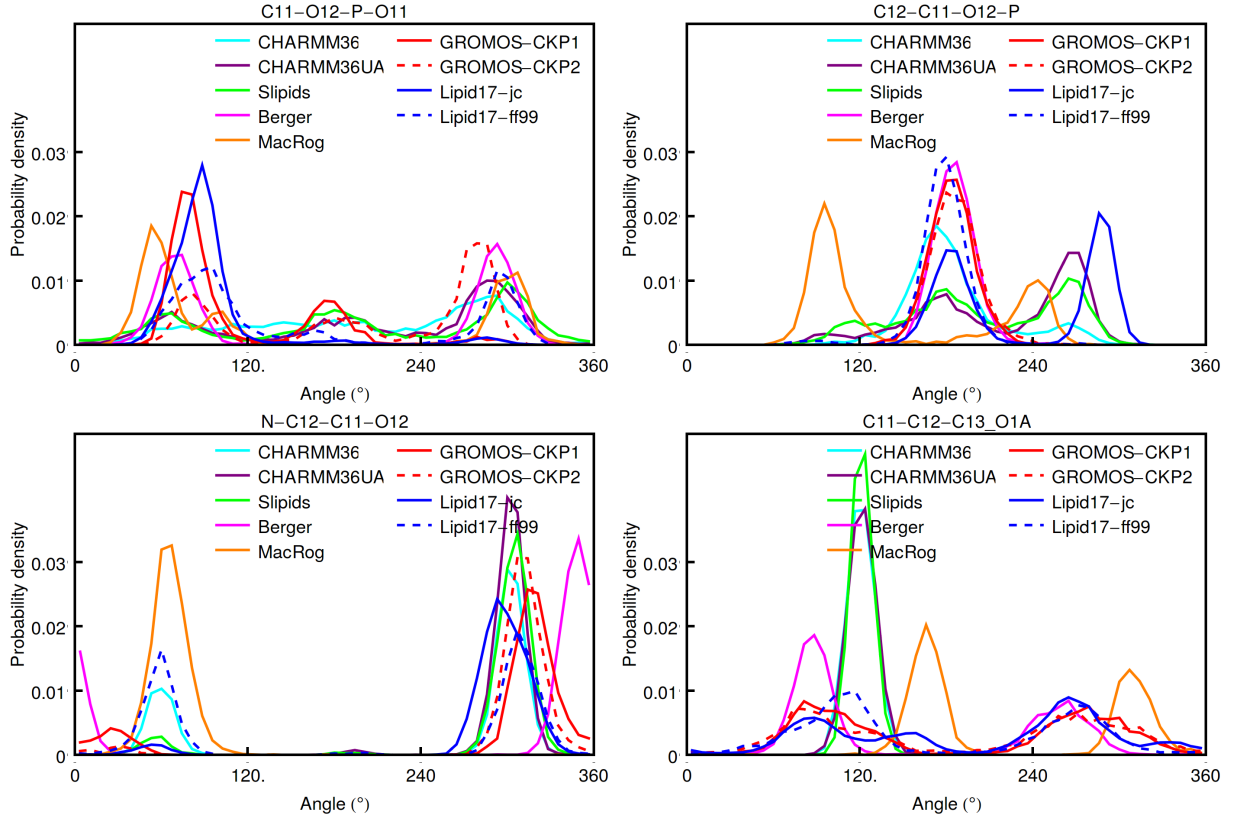 C11−O12−P−O11
CHARMM36
CHARMM36UA
Slipids
Berger
MacRog
GROMOS−CKP1
GROMOS−CKP2
Lipid17−jc
Lipid17−ff99
Probability density
0.03
0.02
0.01
0
0
120.
240
360
Angle (°)
C12−C11−O12−P
CHARMM36
CHARMM36UA
Slipids
Berger
MacRog
GROMOS−CKP1
GROMOS−CKP2
Lipid17−jc
Lipid17−ff99
Probability density
0.03
0.02
0.01
0
0
120.
240
360
Angle (°)
N−C12−C11−O12
CHARMM36
CHARMM36UA
Slipids
Berger
MacRog
GROMOS−CKP1
GROMOS−CKP2
Lipid17−jc
Lipid17−ff99
Probability density
0.03
0.02
0.01
0
0
120.
240
360
Angle (°)
C11−C12−C13_O1A
CHARMM36
CHARMM36UA
Slipids
Berger
MacRog
GROMOS−CKP1
GROMOS−CKP2
Lipid17−jc
Lipid17−ff99
Probability density
0.03
0.02
0.01
0
0
120.
240
360
Angle (°)